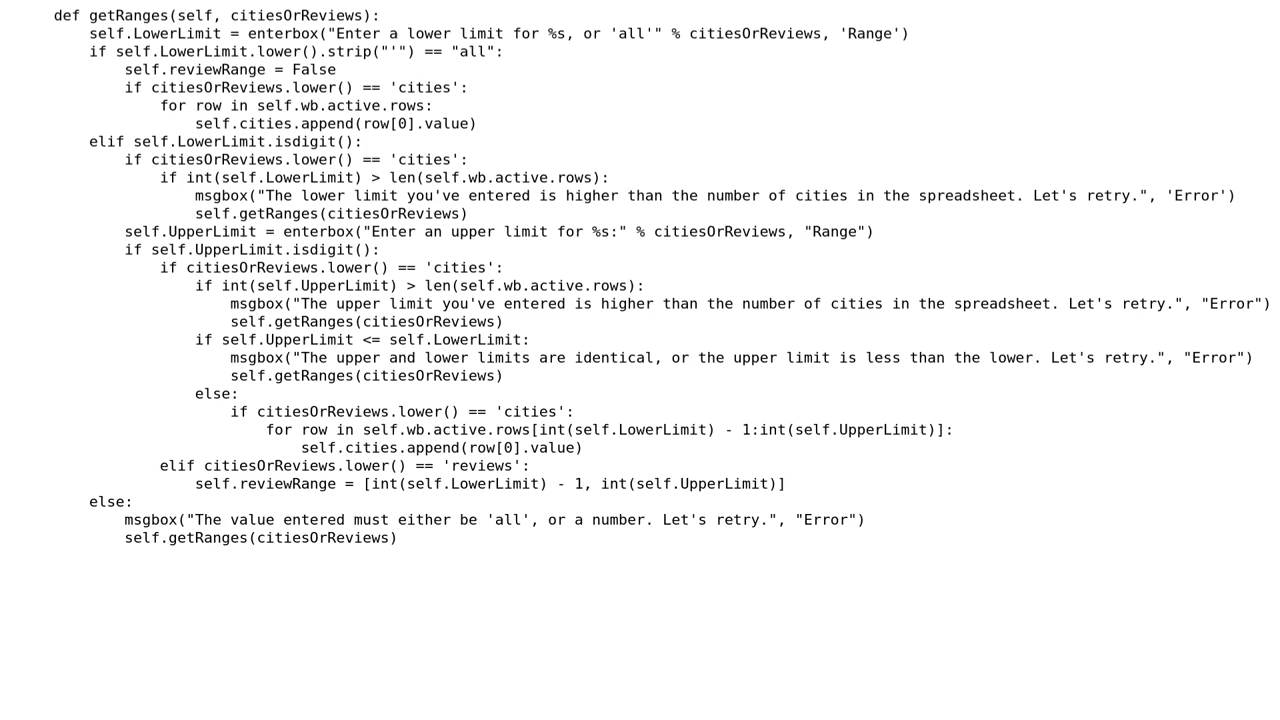 def getRanges(self, citiesOrReviews):
    self.LowerLimit = enterbox("Enter a lower limit for %s, or 'all'" % citiesOrReviews, 'Range')
    if self.LowerLimit.lower().strip("'") == "all":
        self.reviewRange = False
        if citiesOrReviews.lower() == 'cities':
            for row in self.wb.active.rows:
                self.cities.append(row[0].value)
    elif self.LowerLimit.isdigit():
        if citiesOrReviews.lower() == 'cities':
            if int(self.LowerLimit) > len(self.wb.active.rows):
                msgbox("The lower limit you've entered is higher than the number of cities in the spreadsheet. Let's retry.", 'Error')
                self.getRanges(citiesOrReviews)
        self.UpperLimit = enterbox("Enter an upper limit for %s:" % citiesOrReviews, "Range")
        if self.UpperLimit.isdigit():
            if citiesOrReviews.lower() == 'cities':
                if int(self.UpperLimit) > len(self.wb.active.rows):
                    msgbox("The upper limit you've entered is higher than the number of cities in the spreadsheet. Let's retry.", "Error")
                    self.getRanges(citiesOrReviews)
                if self.UpperLimit <= self.LowerLimit:
                    msgbox("The upper and lower limits are identical, or the upper limit is less than the lower. Let's retry.", "Error")
                    self.getRanges(citiesOrReviews)
                else:
                    if citiesOrReviews.lower() == 'cities':
                        for row in self.wb.active.rows[int(self.LowerLimit) - 1:int(self.UpperLimit)]:
                            self.cities.append(row[0].value)
            elif citiesOrReviews.lower() == 'reviews':
                self.reviewRange = [int(self.LowerLimit) - 1, int(self.UpperLimit)]
    else:
        msgbox("The value entered must either be 'all', or a number. Let's retry.", "Error")
        self.getRanges(citiesOrReviews)